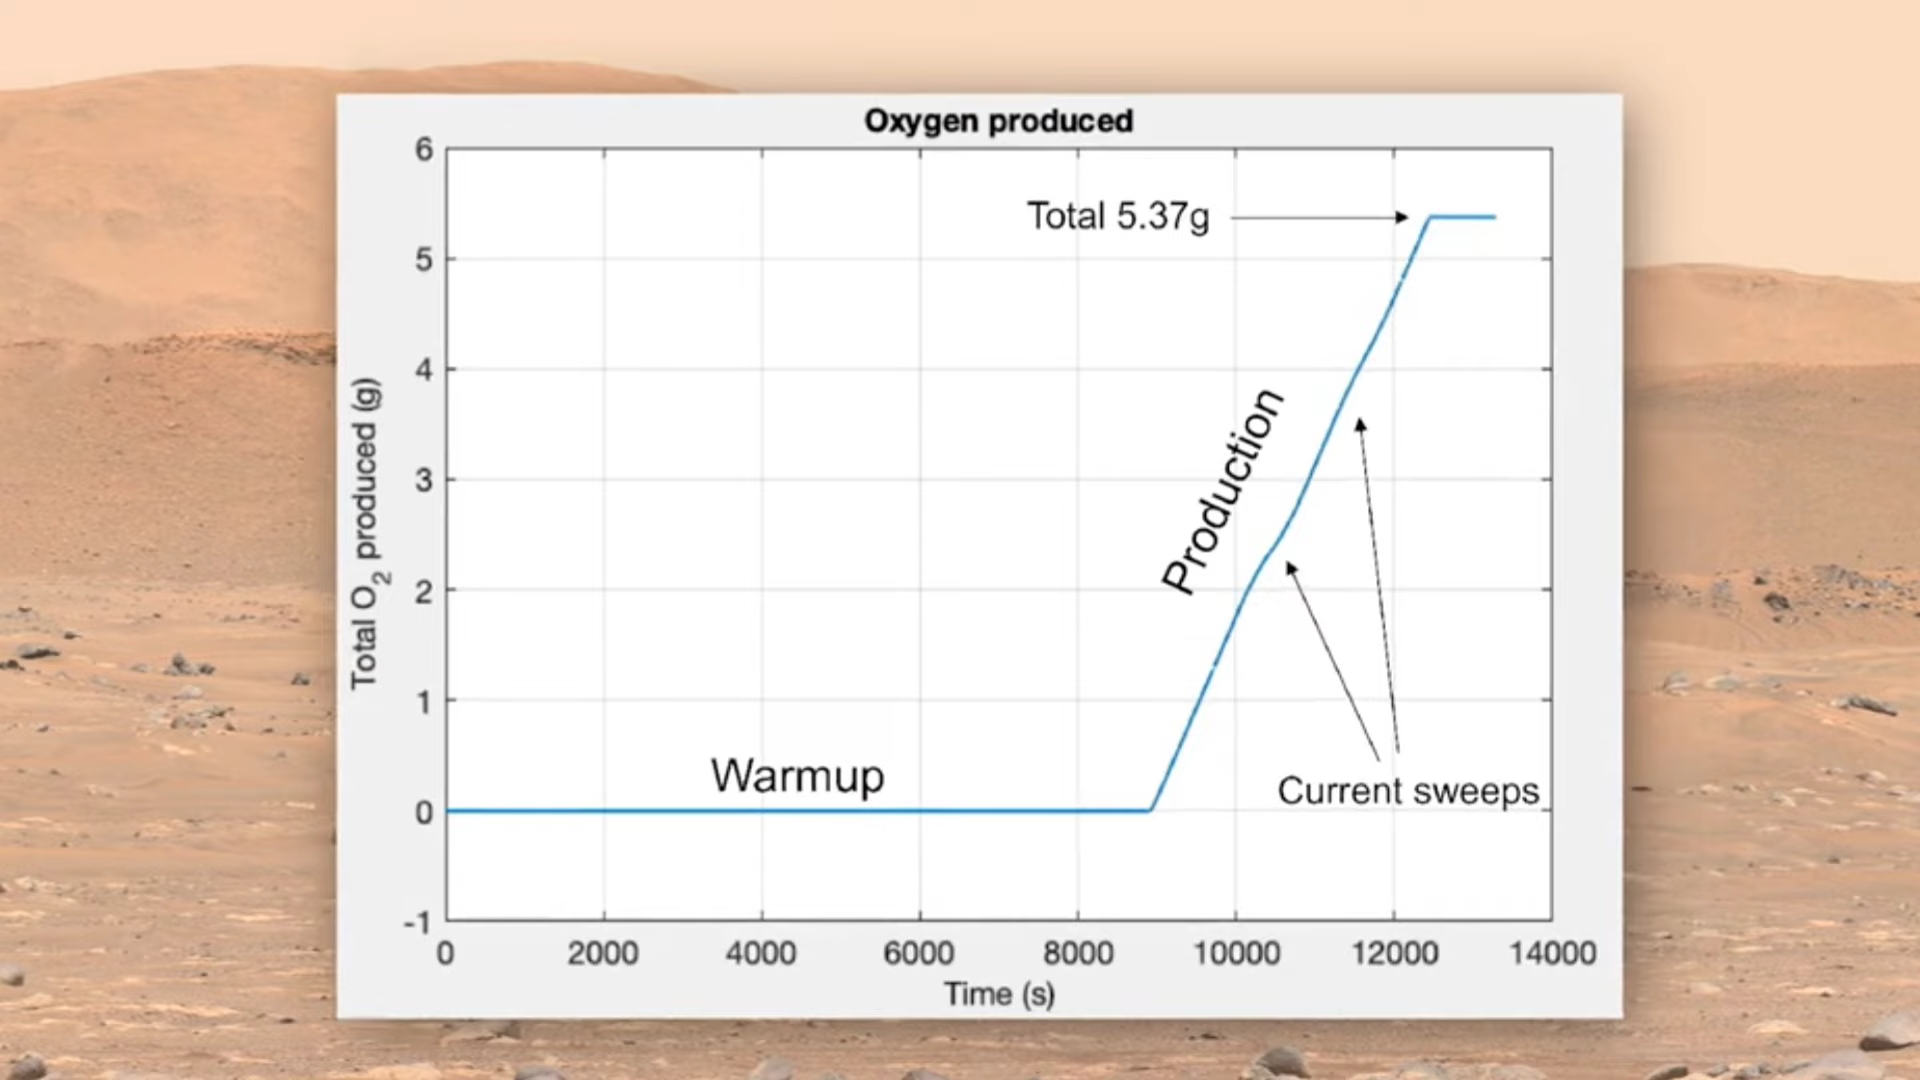 Oxygen produced
6
Total 5.37g
5
4
3
2
1
0
-1
Total O2 produced (g)
Production
Warmup
Current sweeps
0 2000 4000 6000 8000 10000 12000 14000
Time (s)